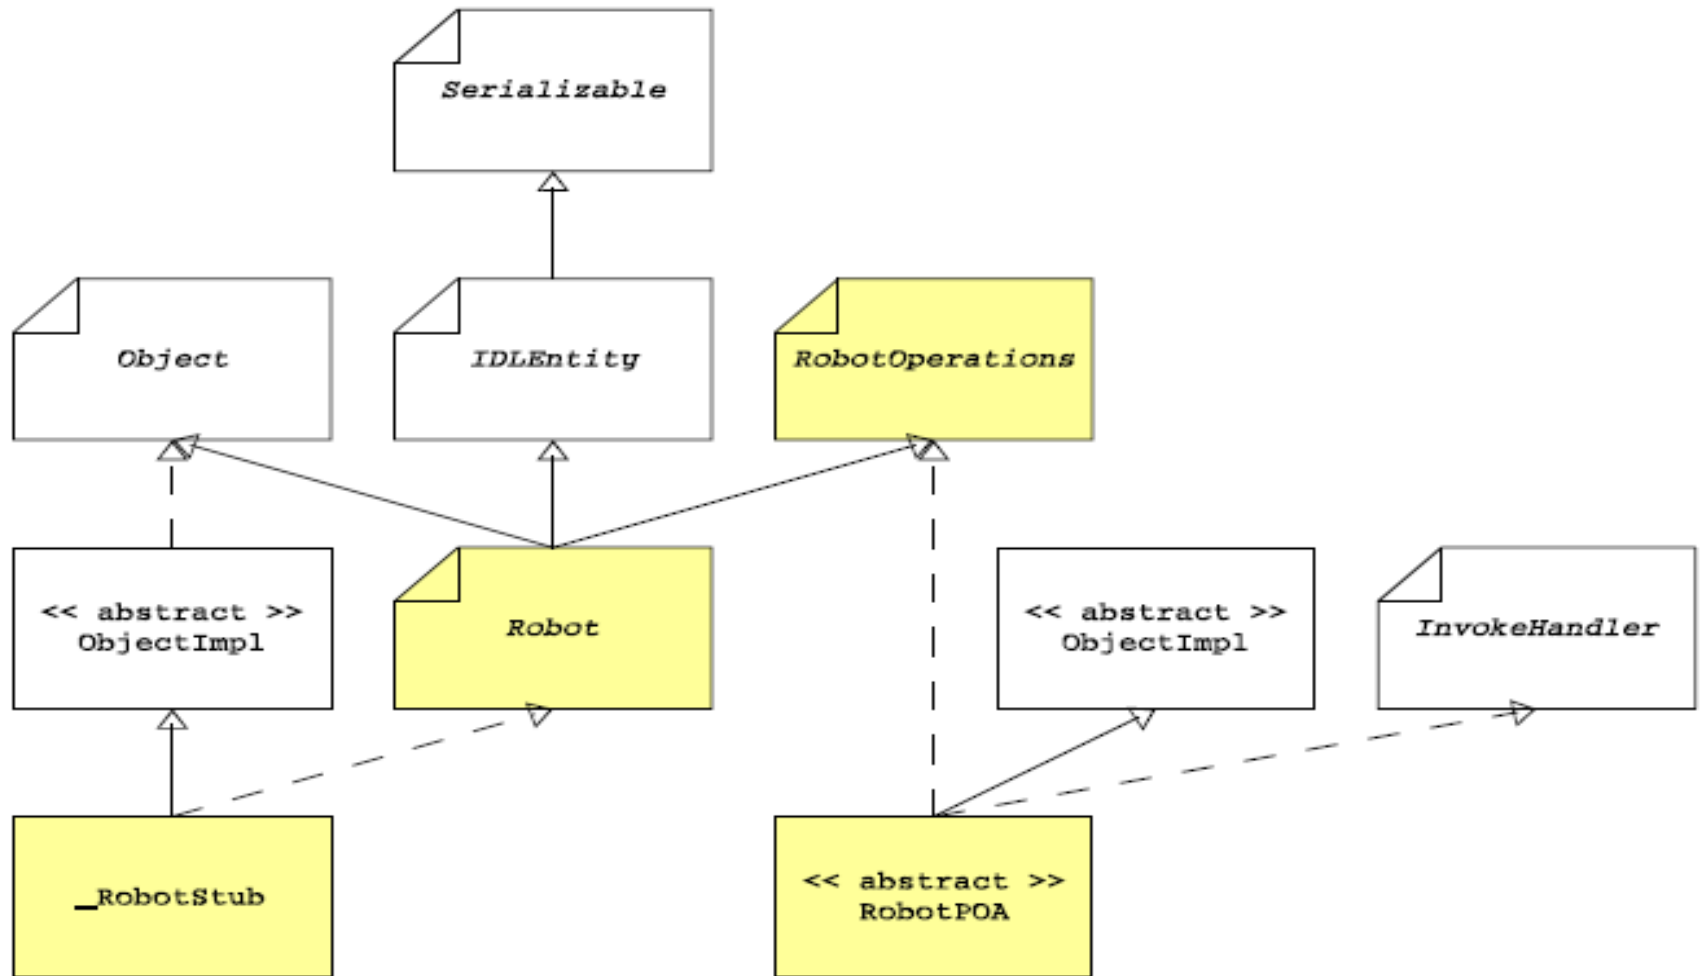 Serializable
Object
IDLEntity
RobotOperations
<< abstract >>
ObjectImpl
Robot
<< abstract >>
ObjectImpl
InvokeHandler
_RobotStub
<< abstract >>
RobotPOA